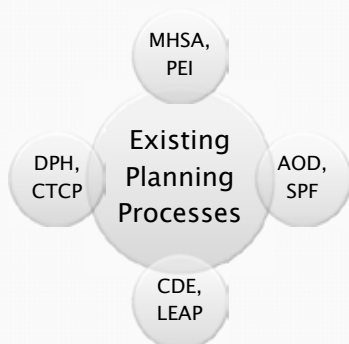 MHSA,
PEI
Existing
Planning
Processes
DPH,
CTCP
AOD,
SPF
CDE,
LEAP